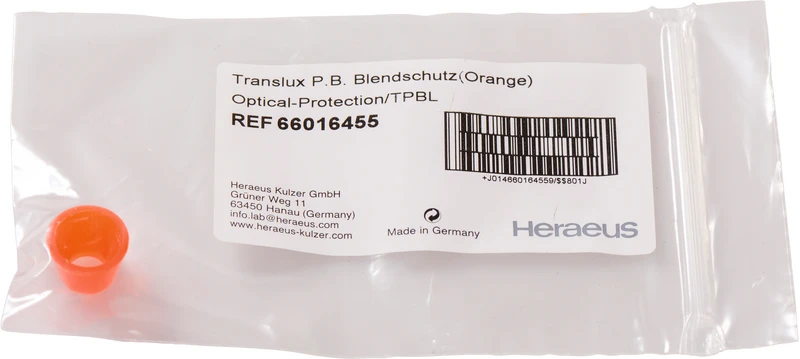 Translux P.B. Blendschutz(Orange)
Optical-Protection/TPBL
REF 66016455
+J014660164559/$$801J
Heraeus Kulzer GmbH
Grüner Weg 11
63450 Hanau (Germany)
info.lab@heraeus.com
www.heraeus-kulzer.com
Made in Germany
Heraeus